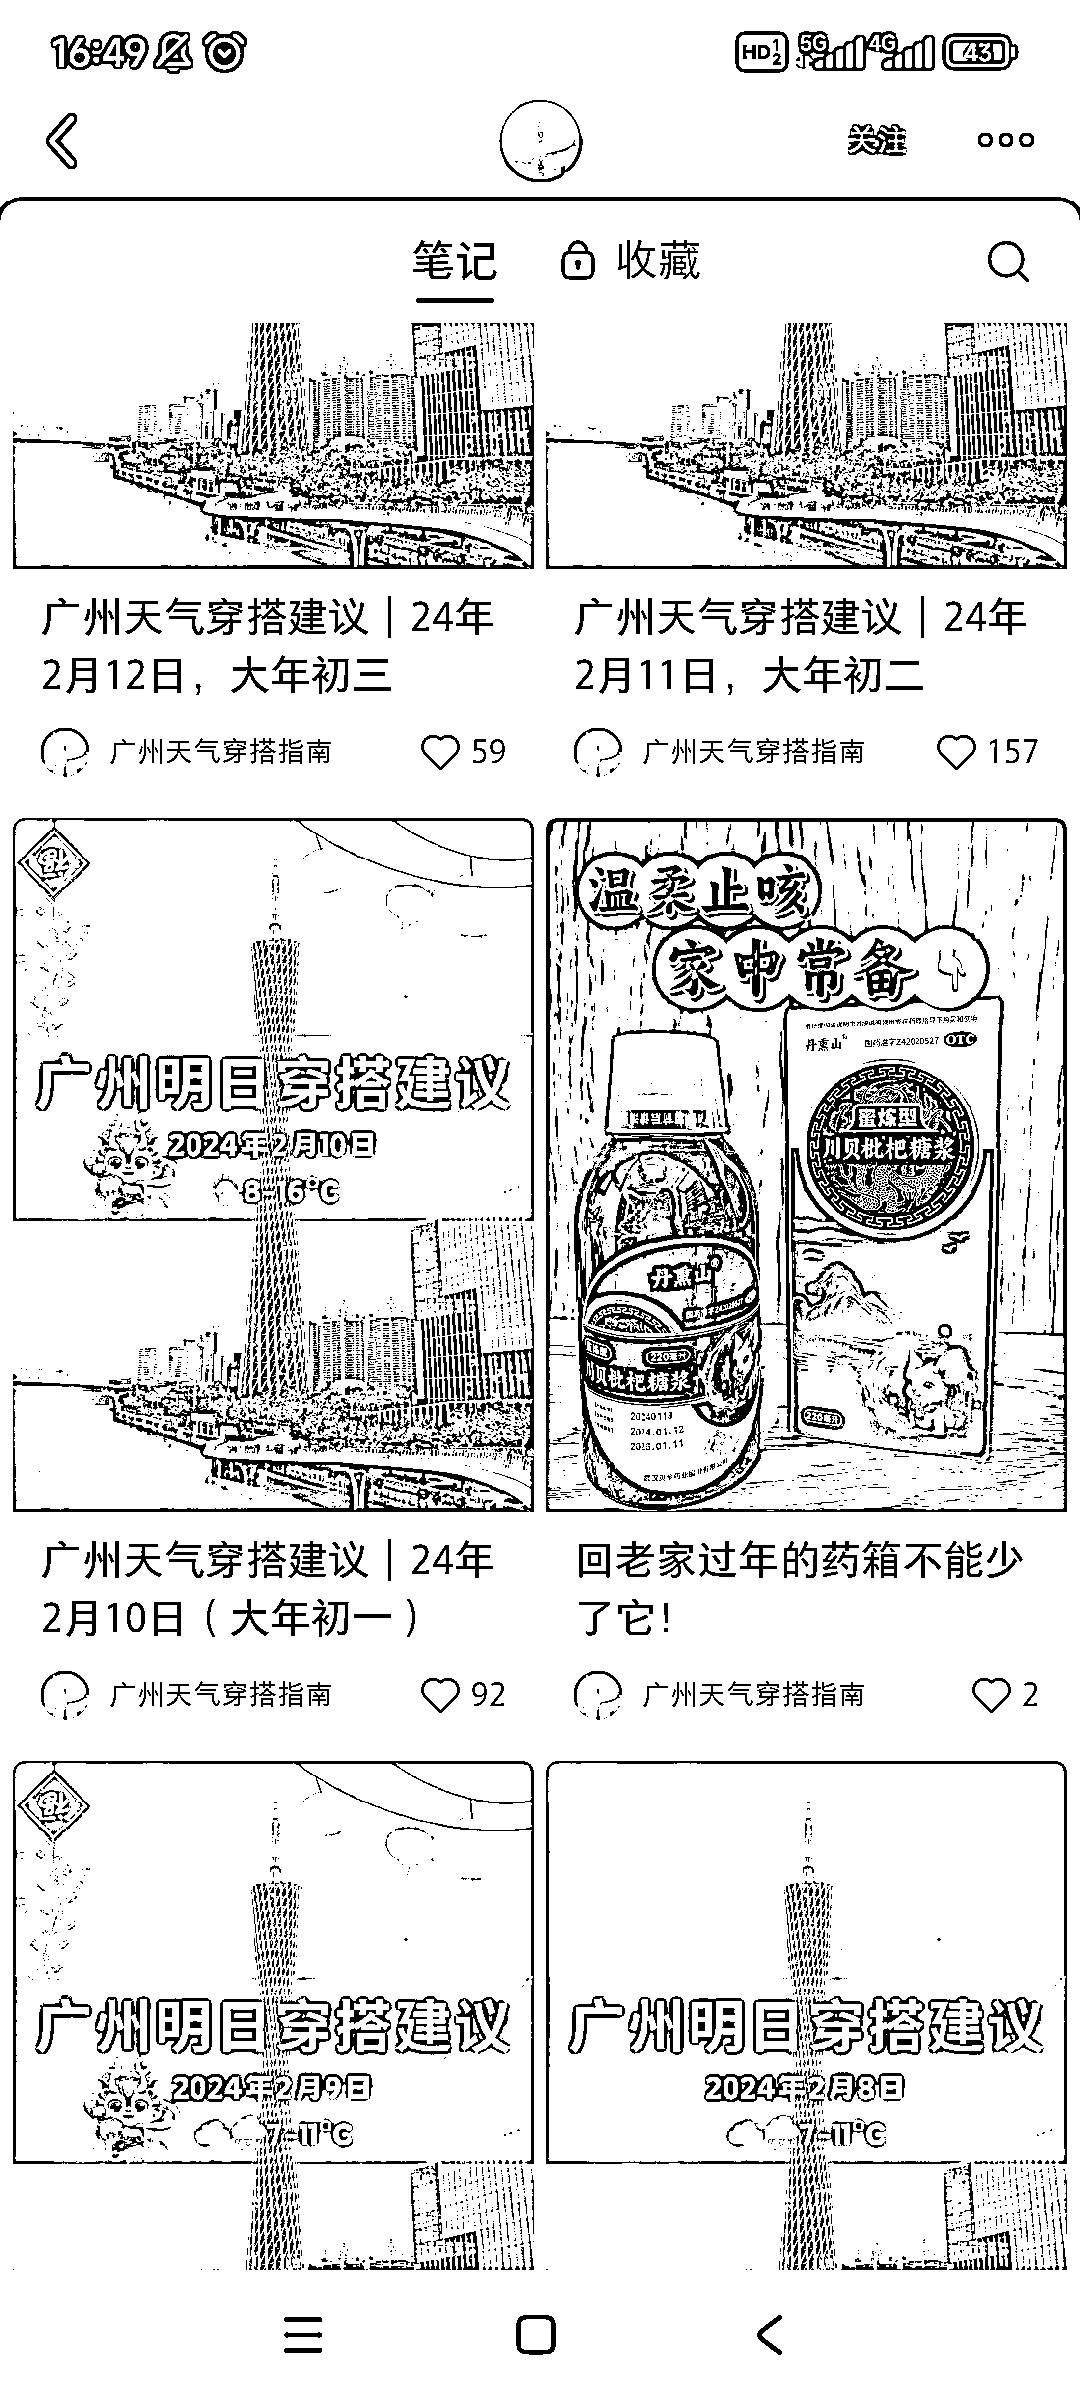 16:49
HD 1 2 5G 4G 43
关注
笔记 收藏
广州天气穿搭建议｜24年
2月12日，大年初三
广州天气穿搭指南 59
广州天气穿搭建议｜24年
2月11日，大年初二
广州天气穿搭指南 157
福
广州明日穿搭建议
2024年2月10日
8-16°C
广州天气穿搭建议｜24年
2月10日（大年初一）
广州天气穿搭指南 92
温柔止咳
家中常备
丹熏山 国药准字Z42020527 OTC
蜜炼型
川贝枇杷糖浆
丹熏山
川贝枇杷糖浆
20240113
2024.01.12
2026.01.11
回老家过年的药箱不能少
了它！
广州天气穿搭指南 2
福
广州明日穿搭建议
2024年2月9日
7-11°C
广州明日穿搭建议
2024年2月8日
7-11°C